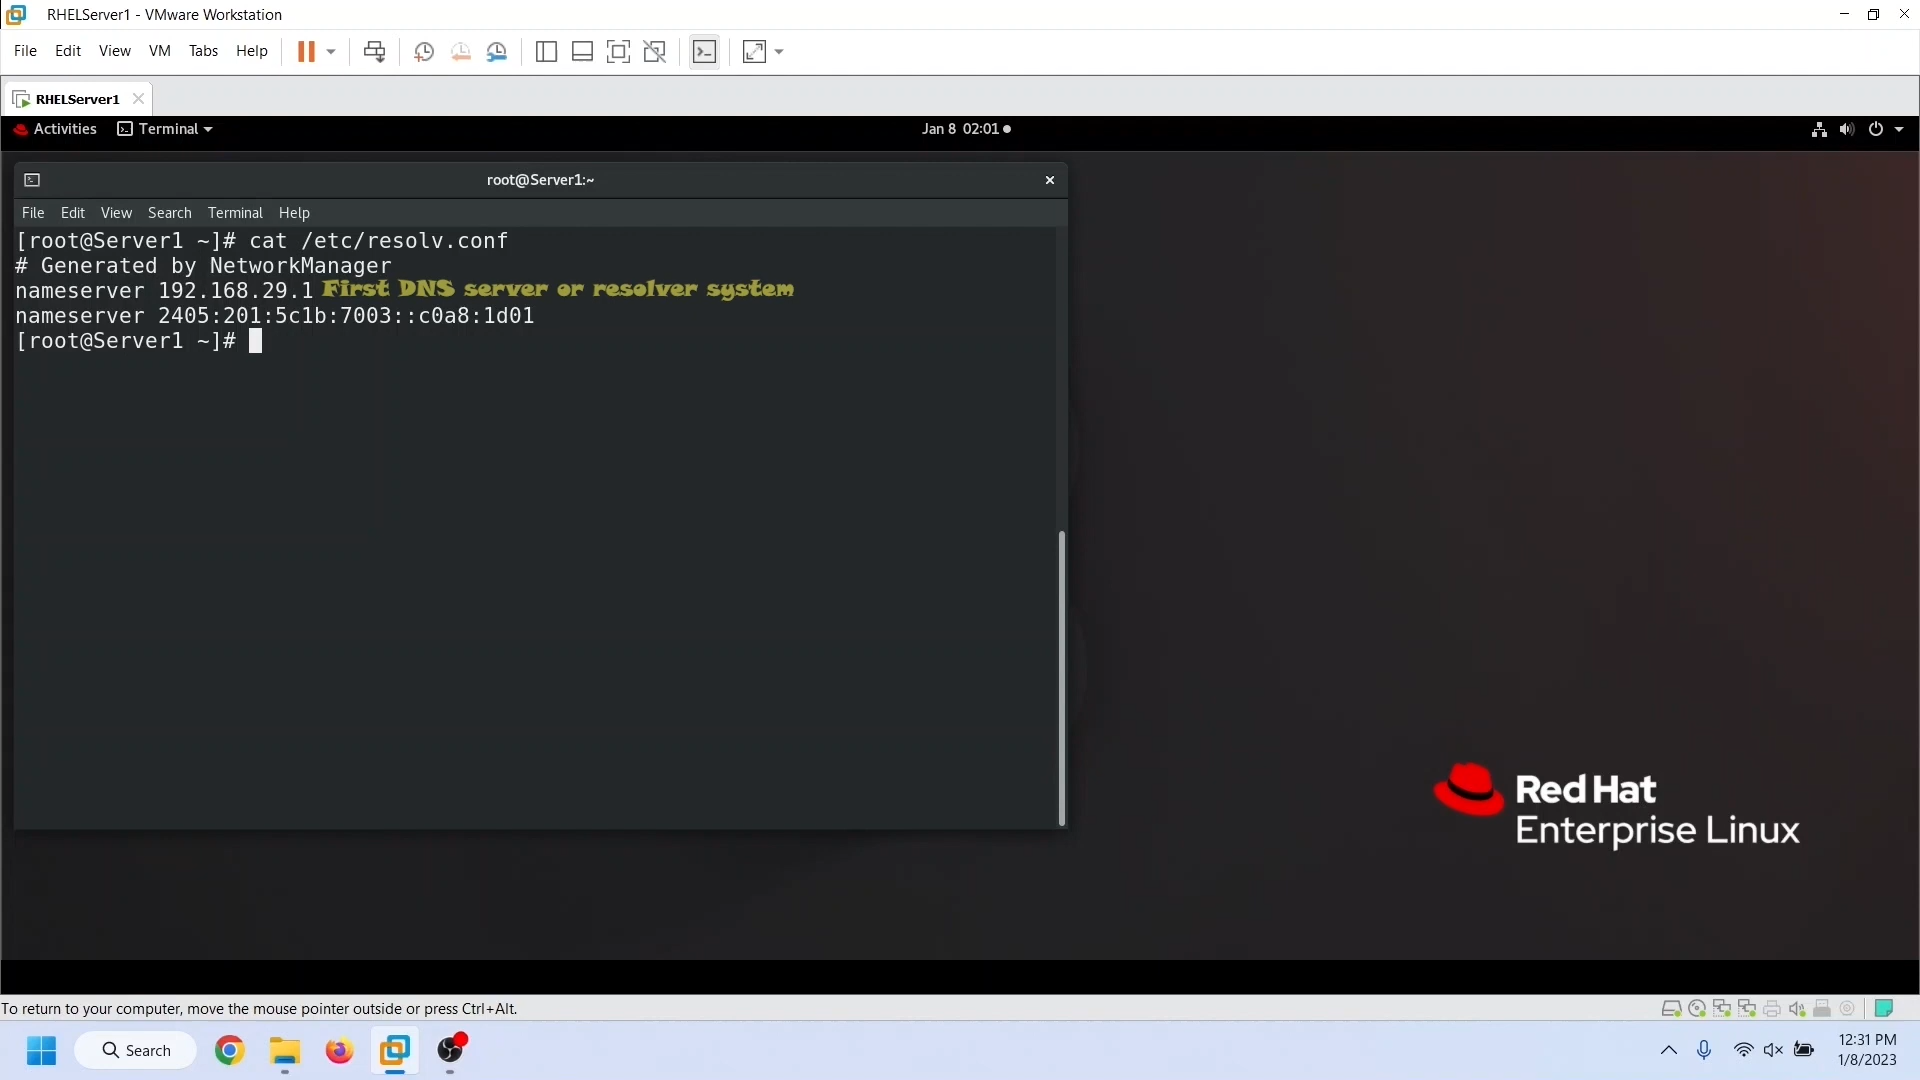 RHELServer1 - VMware Workstation
File Edit View VM Tabs Help
RHELServer1
Activities Terminal Jan 8 02:01
root@Server1:~
File Edit View Search Terminal Help
[root@Server1 ~]# cat /etc/resolv.conf
# Generated by NetworkManager
nameserver 192.168.29.1 First DNS server or resolver system
nameserver 2405:201:5c1b:7003::c0a8:1d01
[root@Server1 ~]#
Red Hat
Enterprise Linux
To return to your computer, move the mouse pointer outside or press Ctrl+Alt.
Search
12:31 PM
1/8/2023